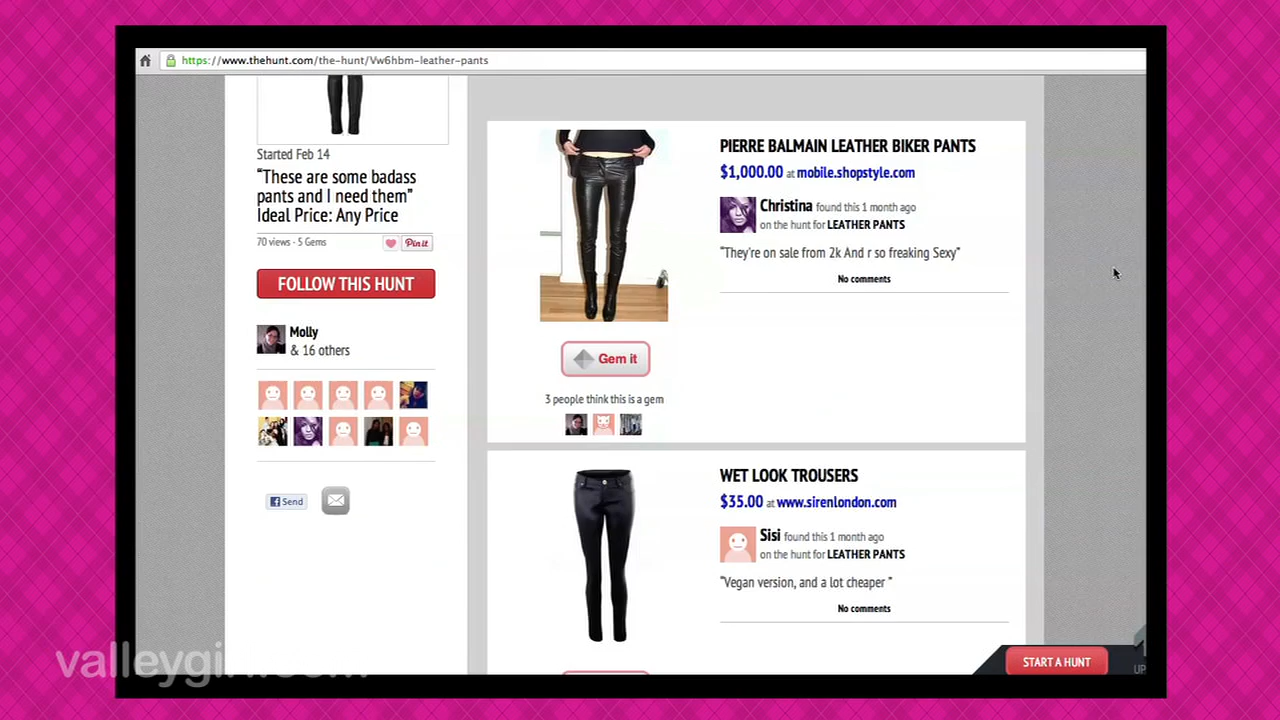 https://www.thehunt.com/the-hunt/Vw6hbm-leather-pants
Started Feb 14
“These are some badass
pants and I need them”
Ideal Price: Any Price
70 views - 5 Gems
Pin it
FOLLOW THIS HUNT
Molly
& 16 others
Send
PIERRE BALMAIN LEATHER BIKER PANTS
$1,000.00 at mobile.shopstyle.com
Christina found this 1 month ago
on the hunt for LEATHER PANTS
“They're on sale from 2k And r so freaking Sexy”
No comments
Gem it
3 people think this is a gem
WET LOOK TROUSERS
$35.00 at www.sirenlondon.com
Sisi found this 1 month ago
on the hunt for LEATHER PANTS
“Vegan version, and a lot cheaper ”
No comments
START A HUNT
UP